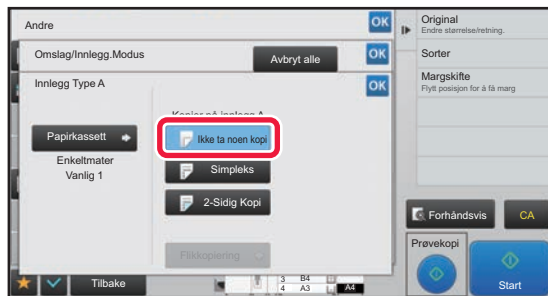 Andre
OK
Omslag/Innlegg.Modus
Avbryt alle
OK
Innlegg Type A
OK
Kopier på innlegg A
Papirkassett
Enkeltmater
Vanlig 1
Ikke ta noen kopi
Simpleks
2-Sidig Kopi
Flikkopiering
Tilbake
3 B4
4 A3
A4
Original
Endre størrelse/retning.
Sorter
Margskifte
Flytt posisjon for å få marg
Forhåndsvis
CA
Prøvekopi
Start